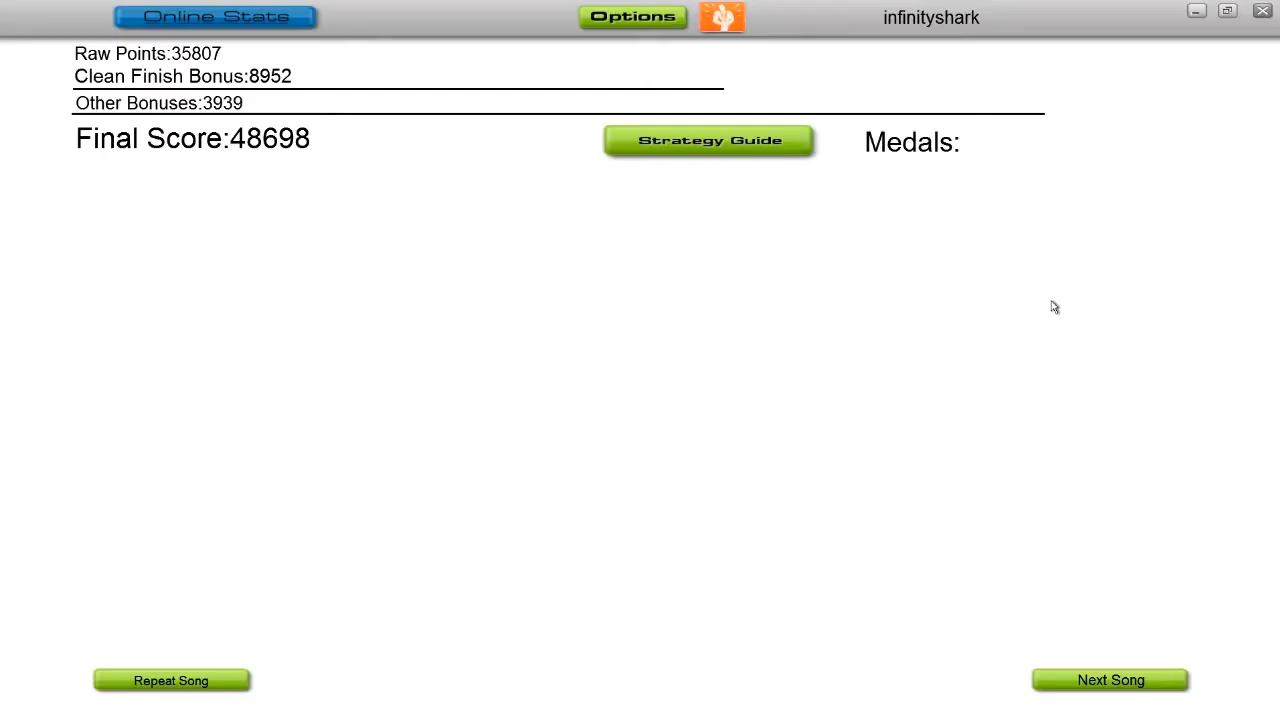 Online Stats
Options
infinityshark
Raw Points:35807
Clean Finish Bonus:8952
Other Bonuses:3939
Final Score:48698
Strategy Guide
Medals:
Repeat Song
Next Song